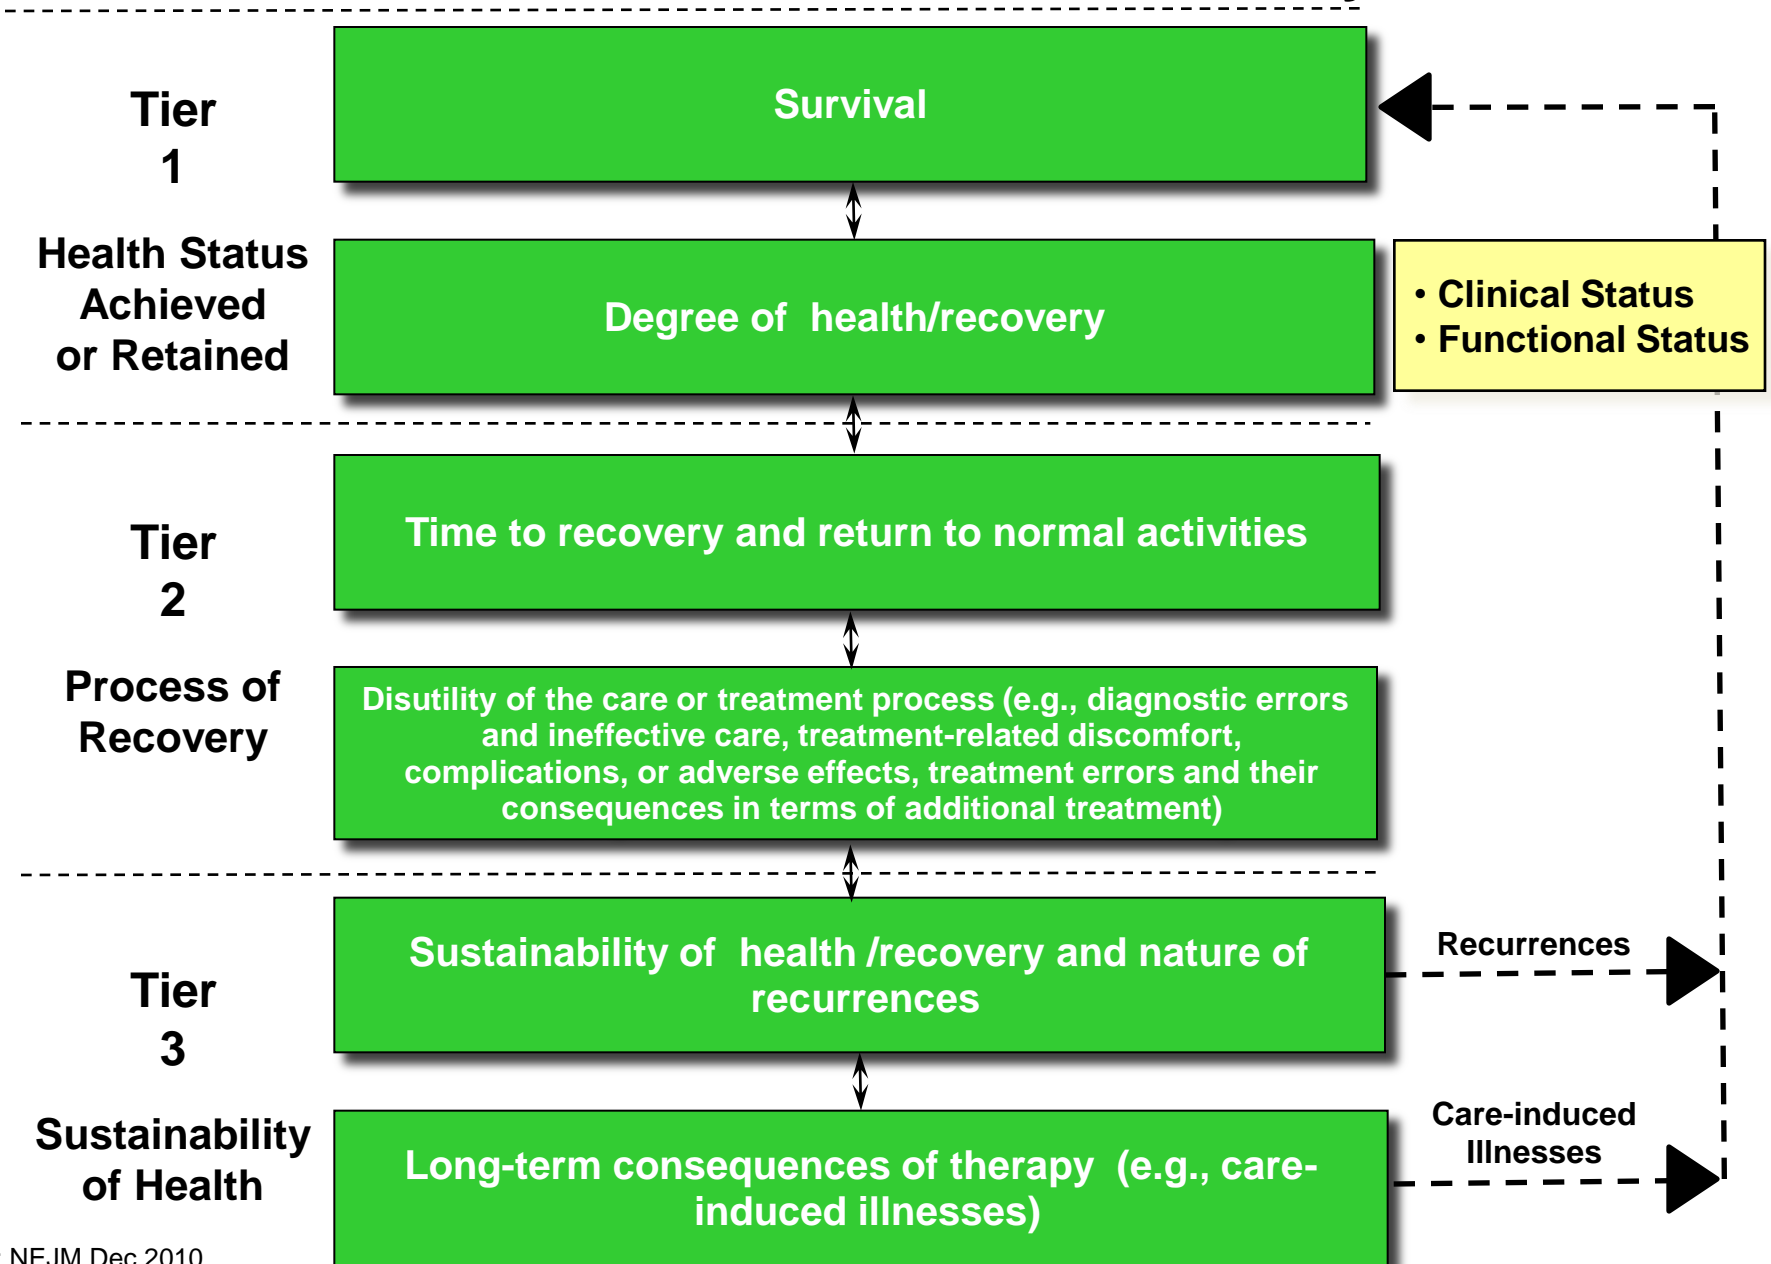 Tier
1
Survival
Health Status
Achieved
or Retained
Degree of  health/recovery
• Clinical Status
• Functional Status
Tier
2
Time to recovery and return to normal activities
Process of
Recovery
Disutility of the care or treatment process (e.g., diagnostic errors
and ineffective care, treatment-related discomfort,
complications, or adverse effects, treatment errors and their
consequences in terms of additional treatment)
Tier
3
Sustainability of  health /recovery and nature of
recurrences
Recurrences
Sustainability
of Health
Long-term consequences of therapy  (e.g., care-
induced illnesses)
Care-induced
Illnesses
NEJM Dec 2010